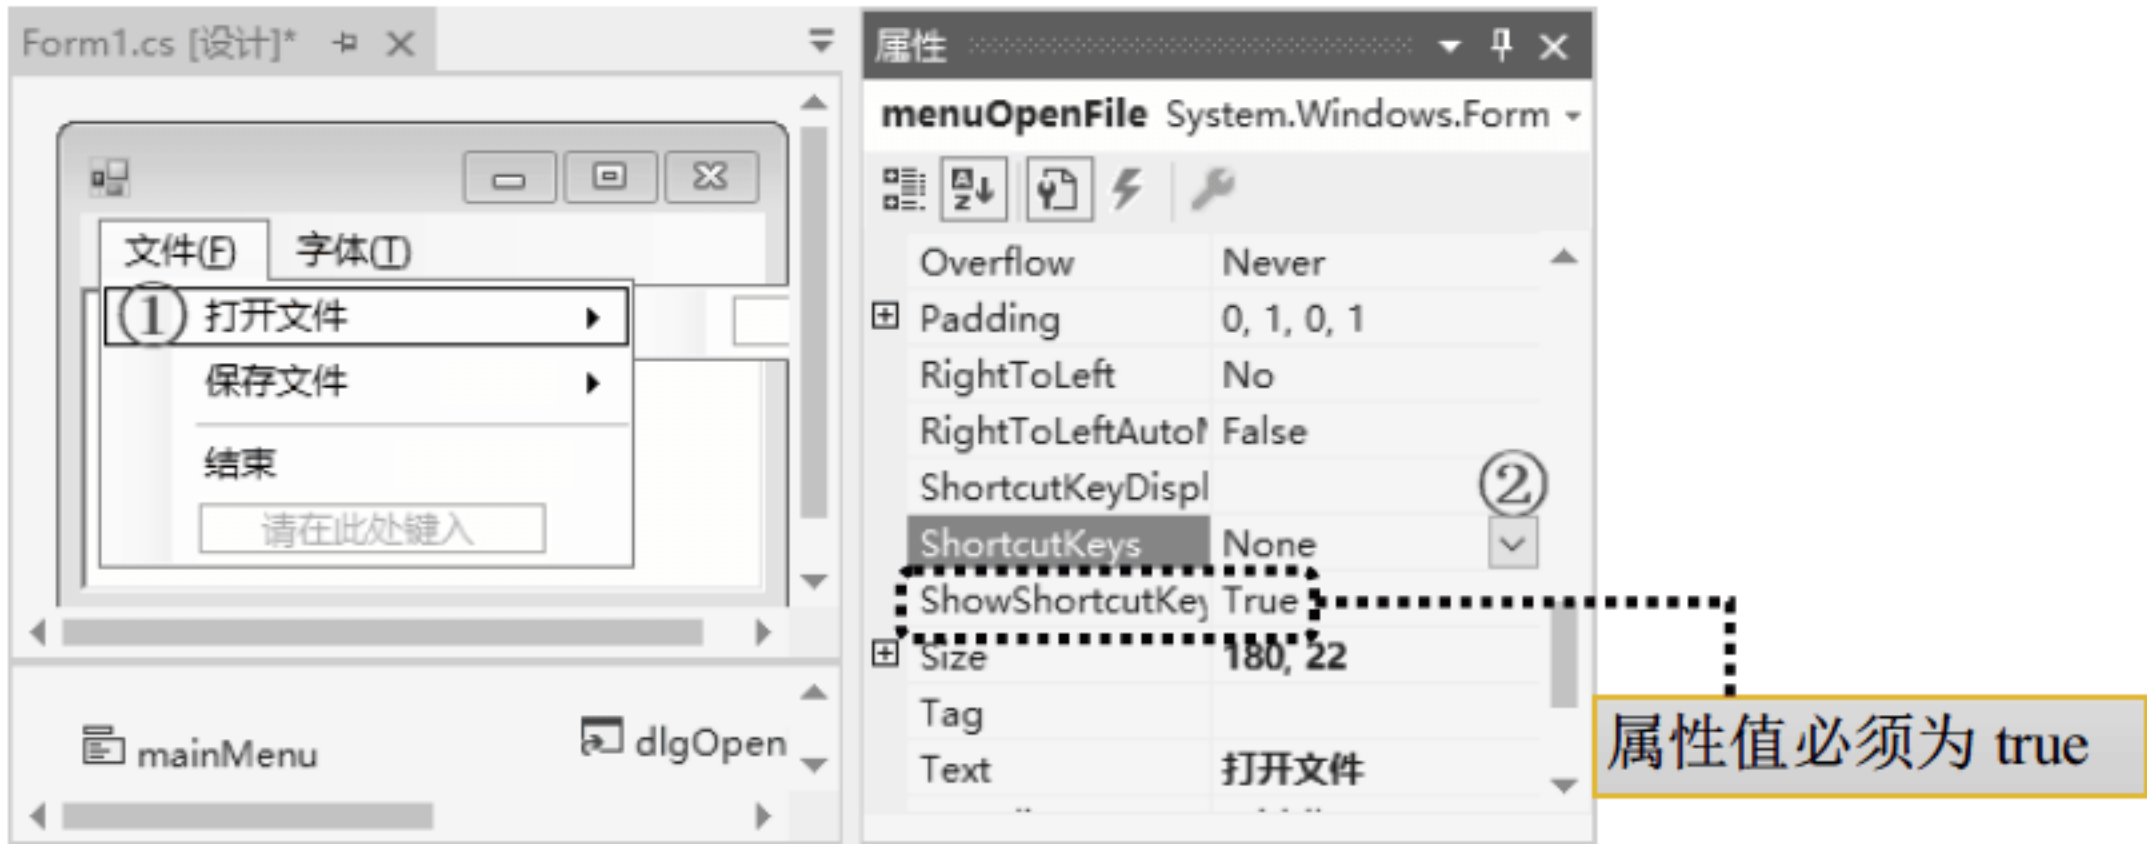 Form1.cs [设计]*
文件(F) 字体(T)
① 打开文件
保存文件
结束
请在此处键入
mainMenu
dlgOpen
属性
menuOpenFile System.Windows.Form
Overflow Never
Padding 0, 1, 0, 1
RightToLeft No
RightToLeftAuto False
ShortcutKeyDispl
②
ShortcutKeys None
ShowShortcutKey True
Size 180, 22
Tag
Text 打开文件
属性值必须为 true